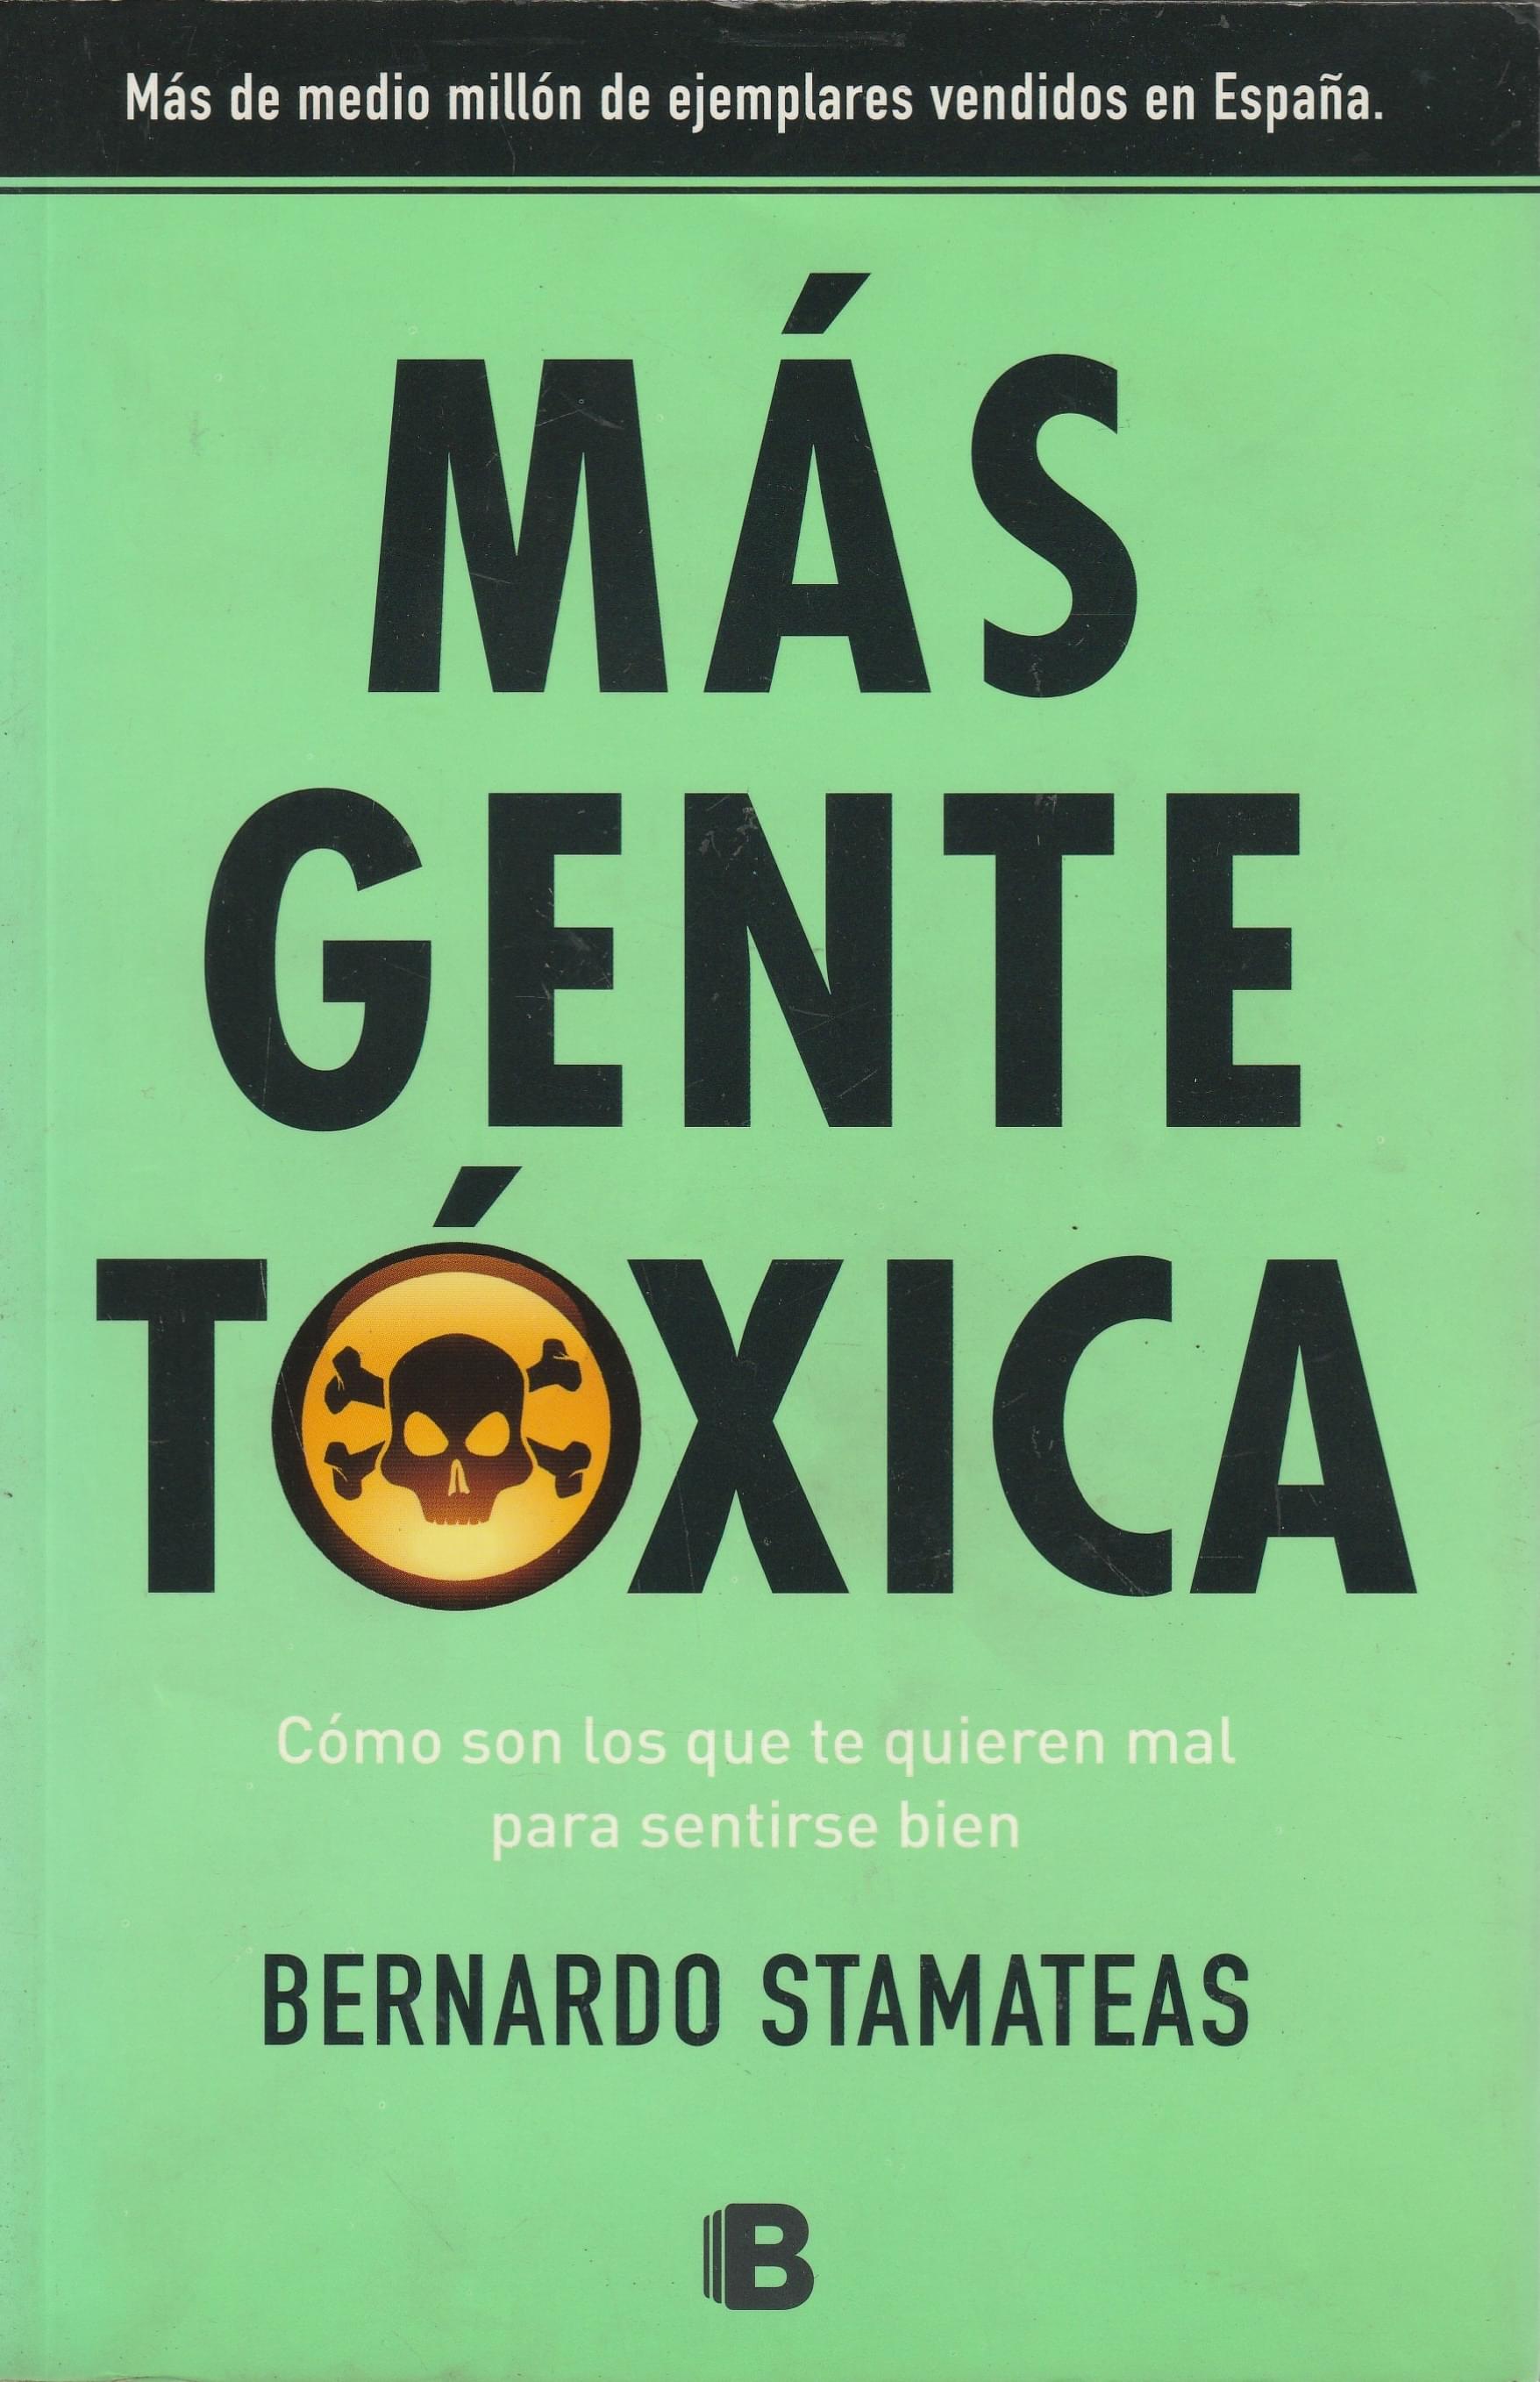 Más de medio millón de ejemplares vendidos en España.
MÁS
GENTE
TÓXICA
Cómo son los que te quieren mal
para sentirse bien
BERNARDO STAMATEAS
B